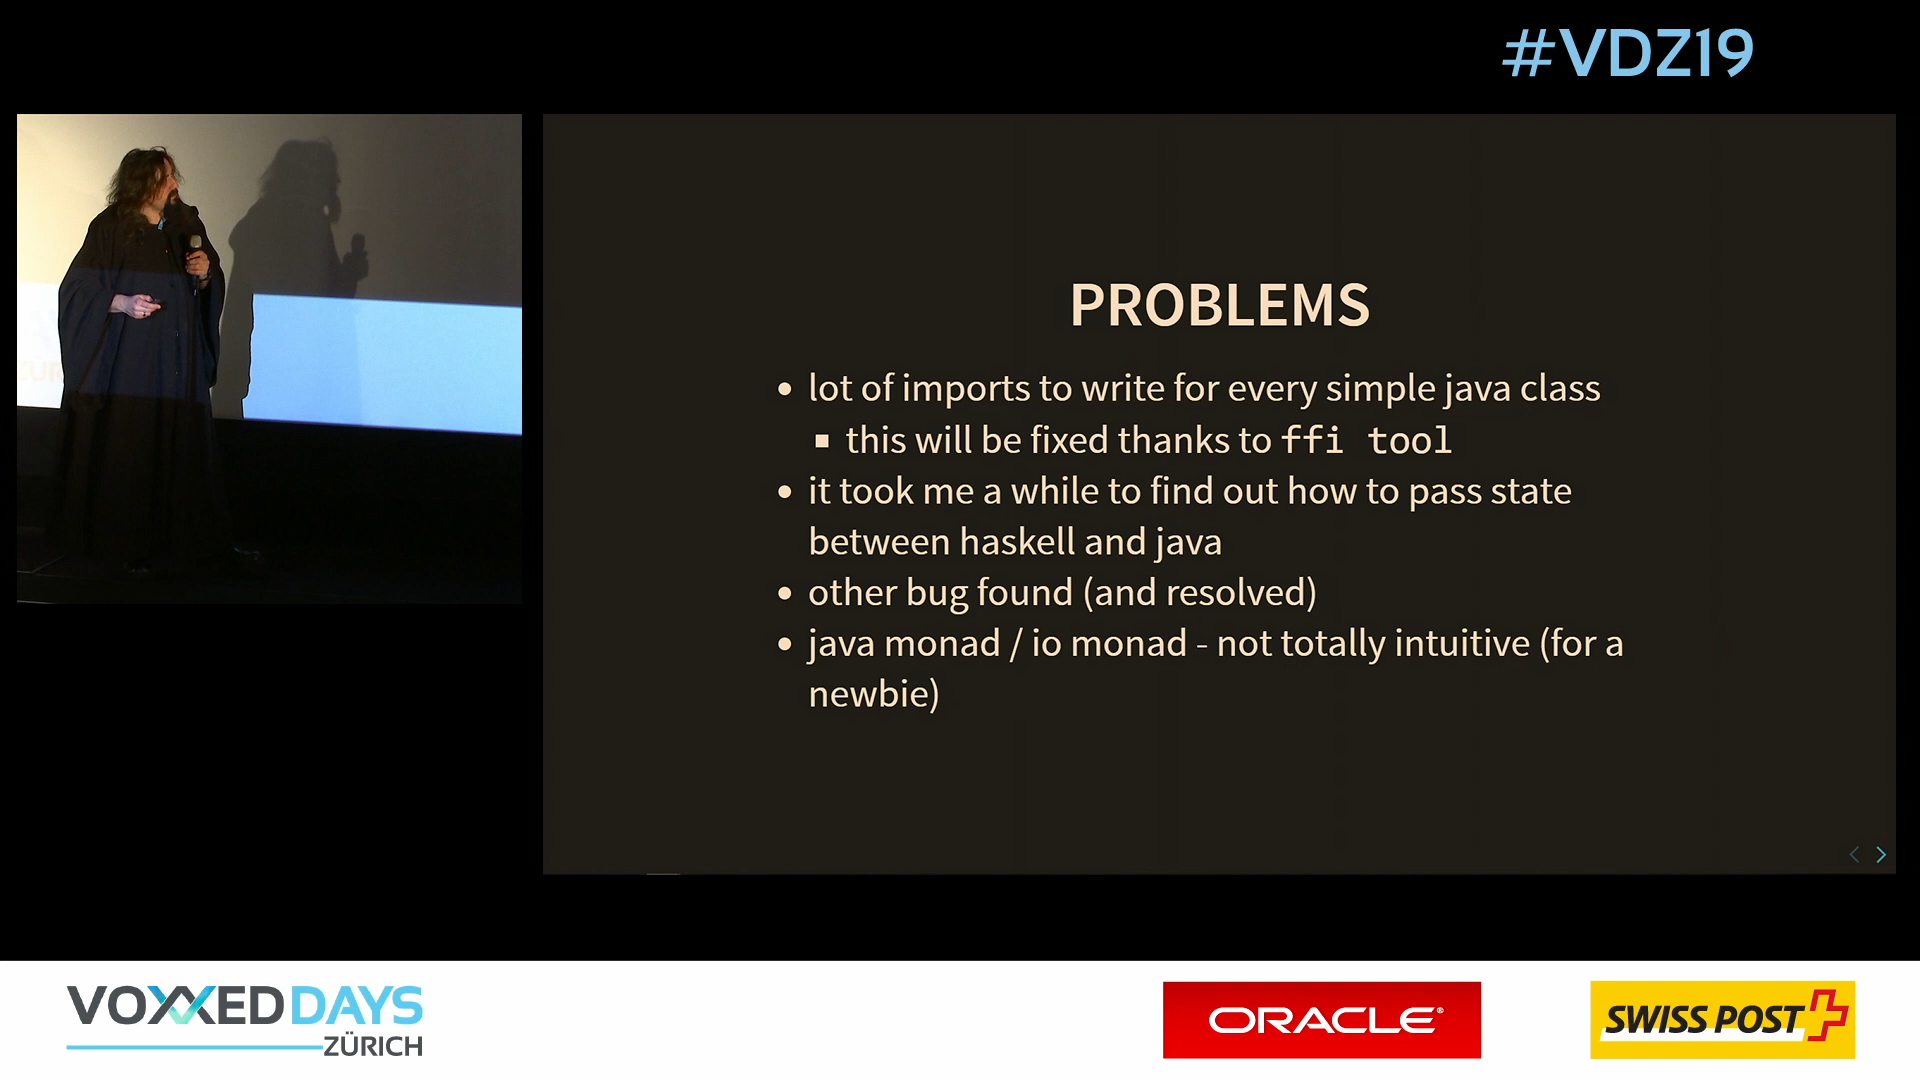 #VDZ19
PROBLEMS
• lot of imports to write for every simple java class
▪ this will be fixed thanks to ffi tool
• it took me a while to find out how to pass state
between haskell and java
• other bug found (and resolved)
• java monad / io monad - not totally intuitive (for a
newbie)
VOXXED DAYS
ZÜRICH
ORACLE®
SWISS POST